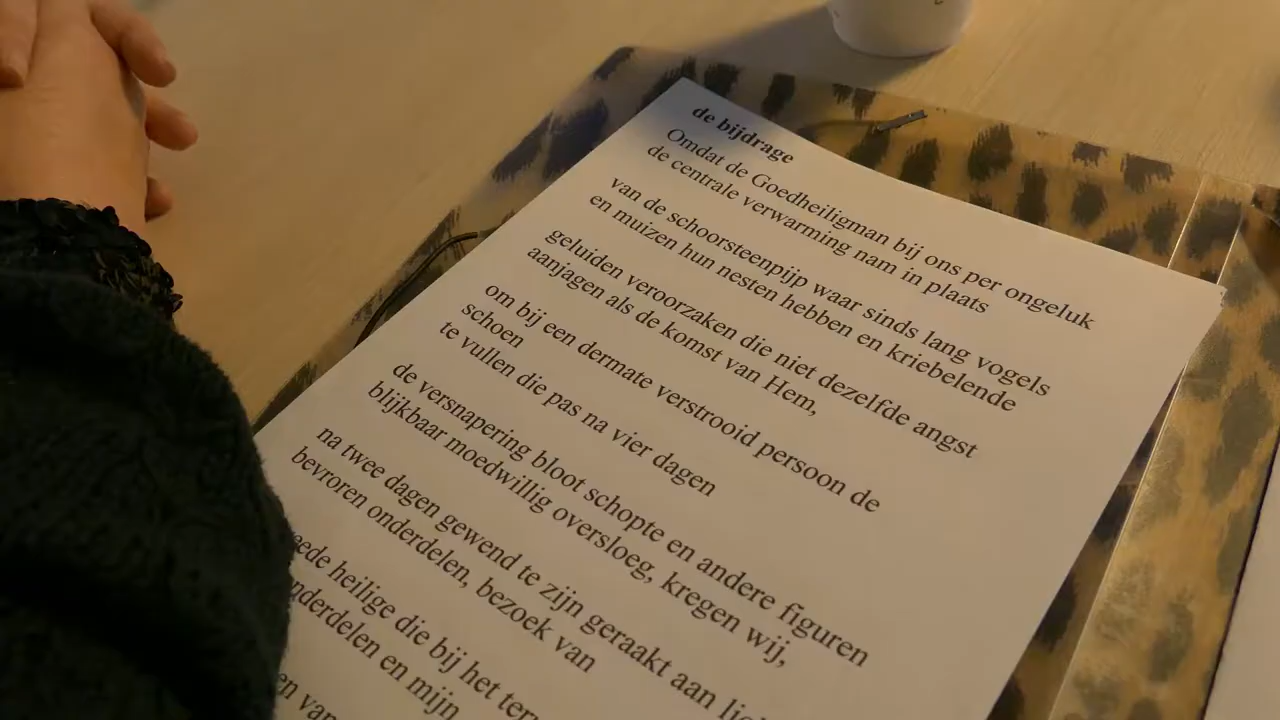 de bijdrage
Omdat de Goedheiligman bij ons per ongeluk
de centrale verwarming nam in plaats
van de schoorsteenpijp waar sinds lang vogels
en muizen hun nesten hebben en kriebelende
geluiden veroorzaken die niet dezelfde angst
aanjagen als de komst van Hem,
om bij een dermate verstrooid persoon de
schoen
te vullen die pas na vier dagen
de versnapering bloot schopte en andere figuren
blijkbaar moedwillig oversloeg, kregen wij,
na twee dagen gewend te zijn geraakt aan
bevroren onderdelen, bezoek van
heilige die bij het
en mijn